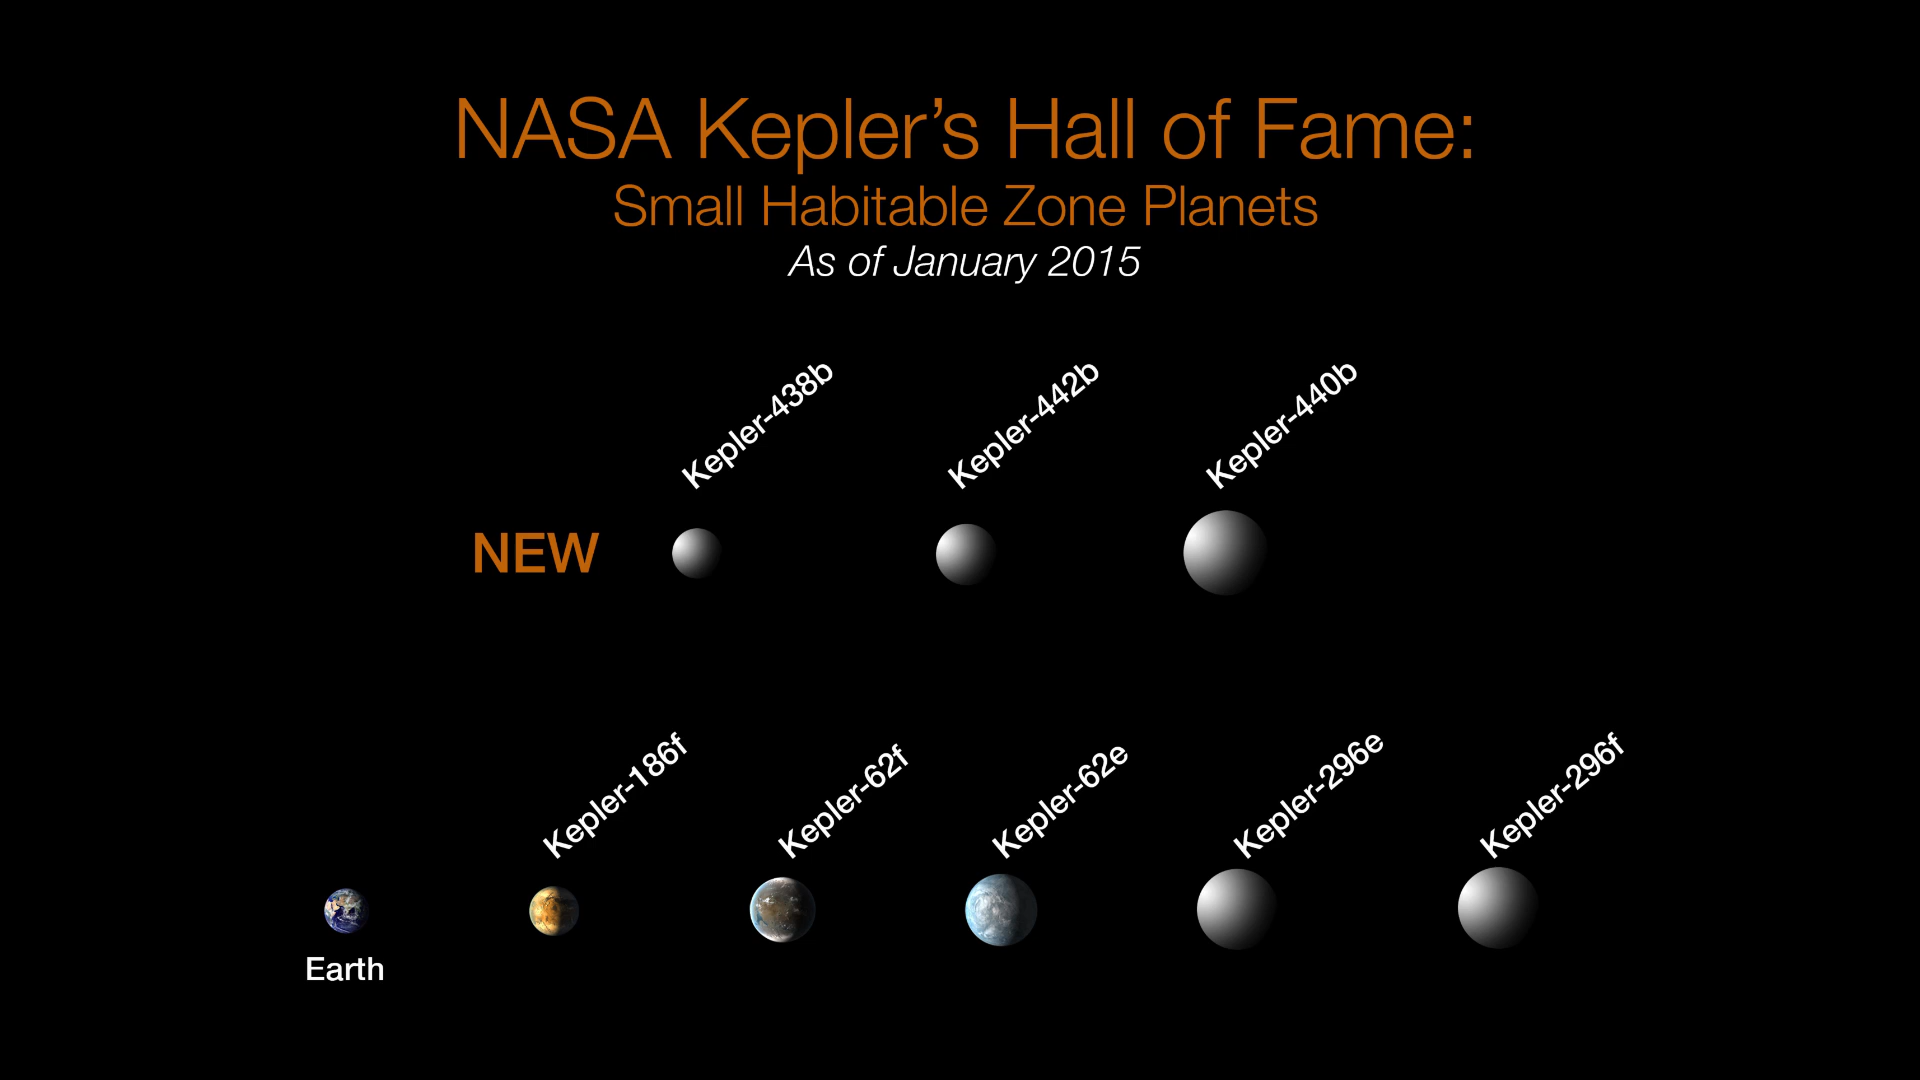 NASA Kepler’s Hall of Fame:
Small Habitable Zone Planets
As of January 2015
Kepler-438b
Kepler-442b
Kepler-440b
NEW
Kepler-186f
Kepler-62f
Kepler-62e
Kepler-296e
Kepler-296f
Earth